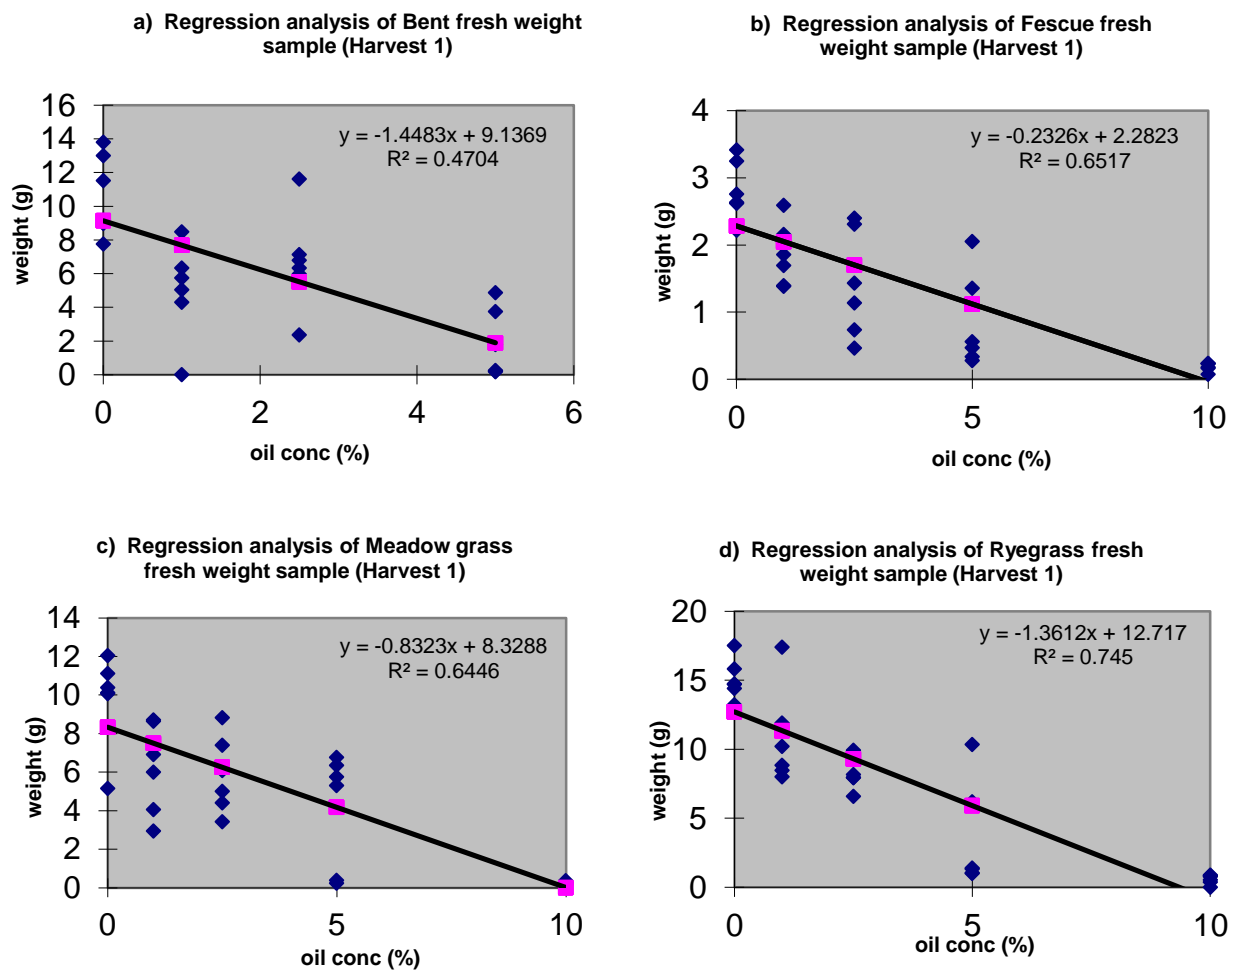 a) Regression analysis of Bent fresh weight
sample (Harvest 1)
y = -1.4483x + 9.1369
R² = 0.4704
weight (g)
16
14
12
10
8
6
4
2
0
0 2 4 6
oil conc (%)
b) Regression analysis of Fescue fresh
weight sample (Harvest 1)
y = -0.2326x + 2.2823
R² = 0.6517
weight (g)
4
3
2
1
0
0 5 10
oil conc (%)
c) Regression analysis of Meadow grass
fresh weight sample (Harvest 1)
y = -0.8323x + 8.3288
R² = 0.6446
weight (g)
14
12
10
8
6
4
2
0
0 5 10
oil conc (%)
d) Regression analysis of Ryegrass fresh
weight sample (Harvest 1)
y = -1.3612x + 12.717
R² = 0.745
weight (g)
20
15
10
5
0
0 5 10
oil conc (%)